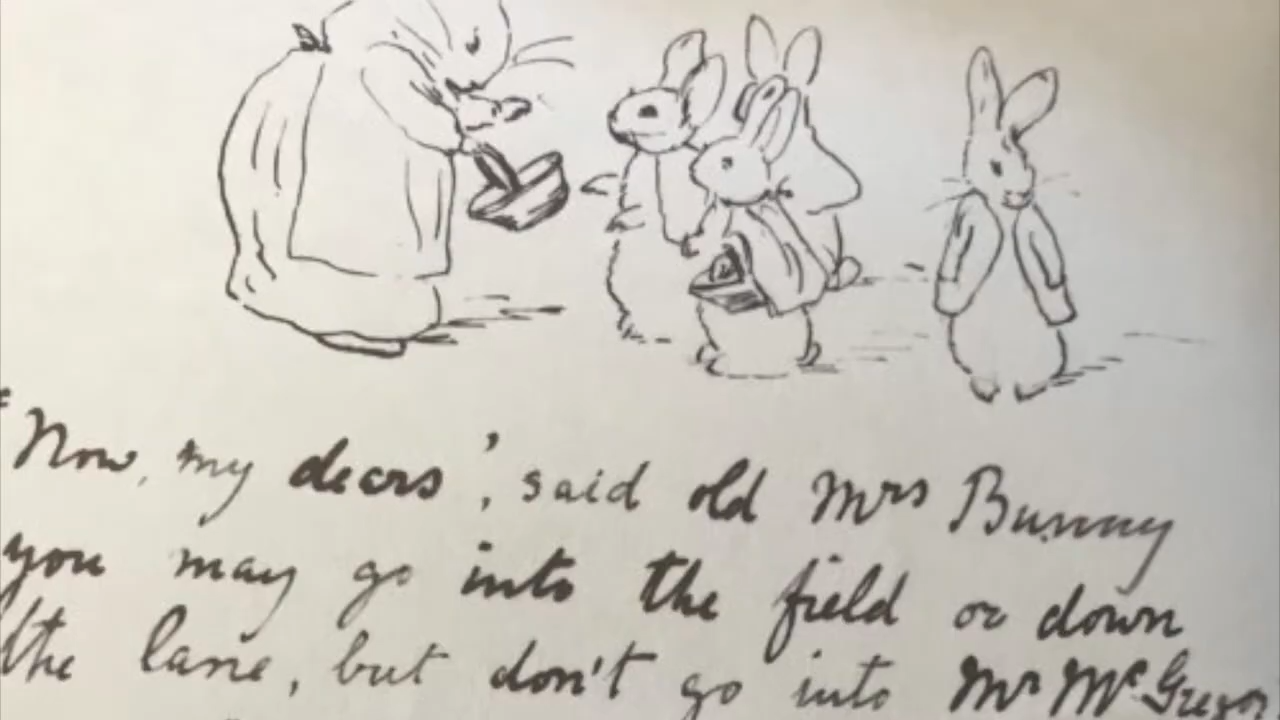 "Now, my dears", said old Mrs Bunny
you may go into the field or down
the lane, but don't go into Mr McGregor